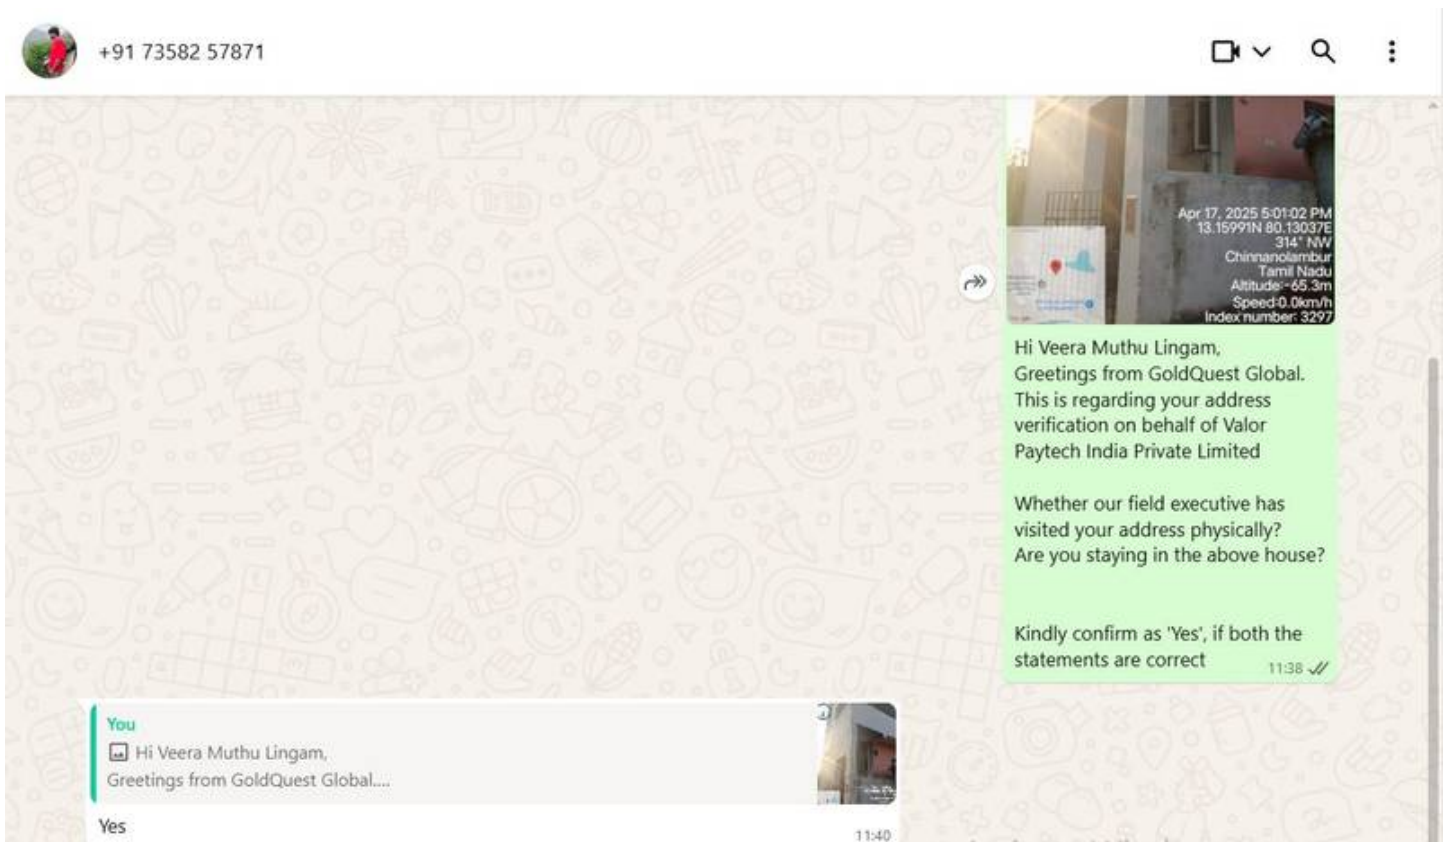 +91 73582 57871
Apr 17, 2025 5:01:02 PM
13.15991N 80.13037E
314° NW
Chinnanolambur
Tamil Nadu
Altitude:-65.3m
Speed:0.0km/h
Index number: 3297
Hi Veera Muthu Lingam,
Greetings from GoldQuest Global.
This is regarding your address
verification on behalf of Valor
Paytech India Private Limited
Whether our field executive has
visited your address physically?
Are you staying in the above house?
Kindly confirm as 'Yes', if both the
statements are correct
11:38
You
Hi Veera Muthu Lingam,
Greetings from GoldQuest Global....
Yes
11:40